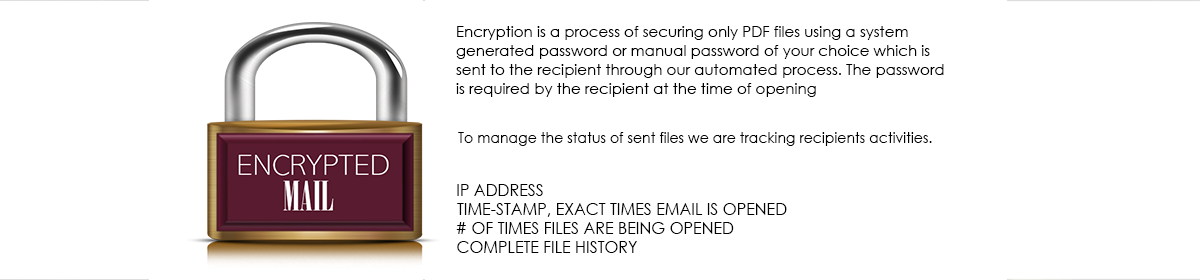 ENCRYPTED
MAIL
Encryption is a process of securing only PDF files using a system
generated password or manual password of your choice which is
sent to the recipient through our automated process. The password
is required by the recipient at the time of opening
To manage the status of sent files we are tracking recipients activities.
IP ADDRESS
TIME-STAMP, EXACT TIMES EMAIL IS OPENED
# OF TIMES FILES ARE BEING OPENED
COMPLETE FILE HISTORY